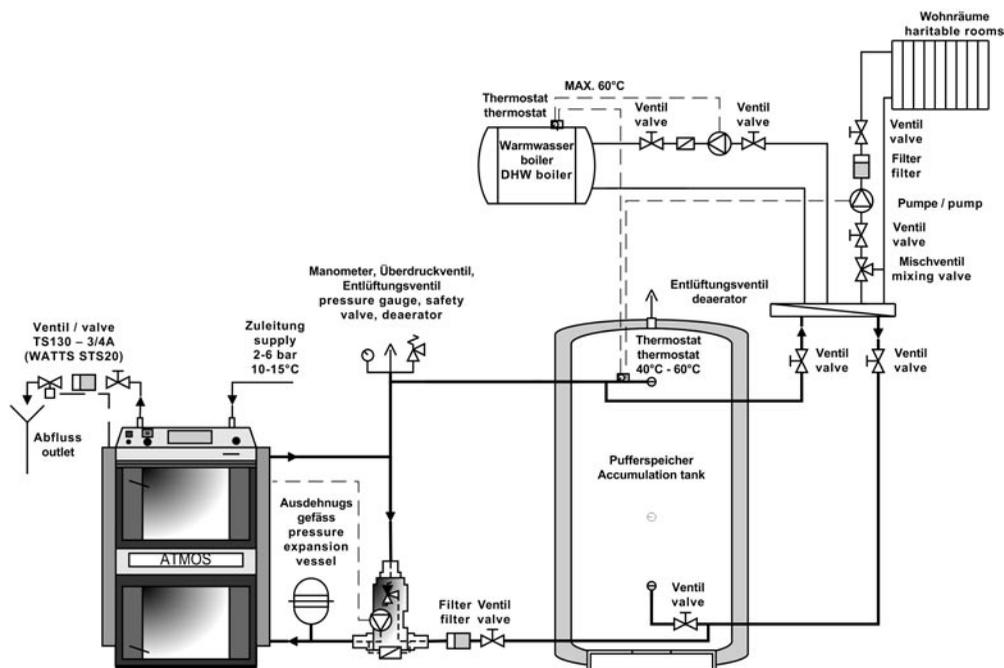 Wohnräume
haritable rooms
MAX. 60°C
Thermostat
thermostat
Ventil
valve
Ventil
valve
Warmwasser
boiler
DHW boiler
Ventil
valve
Filter
filter
Pumpe / pump
Ventil
valve
Mischventil
mixing valve
Manometer, Überdruckventil,
Entlüftungsventil
pressure gauge, safety
valve, deaerator
Entlüftungsventil
deaerator
Ventil / valve
TS130 – 3/4A
(WATTS STS20)
Zuleitung
supply
2-6 bar
10-15°C
Thermostat
thermostat
40°C - 60°C
Ventil
valve
Ventil
valve
Abfluss
outlet
Pufferspeicher
Accumulation tank
Ausdehnugs
gefäss
pressure
expansion
vessel
ATMOS
Filter
filter
Ventil
valve
Ventil
valve